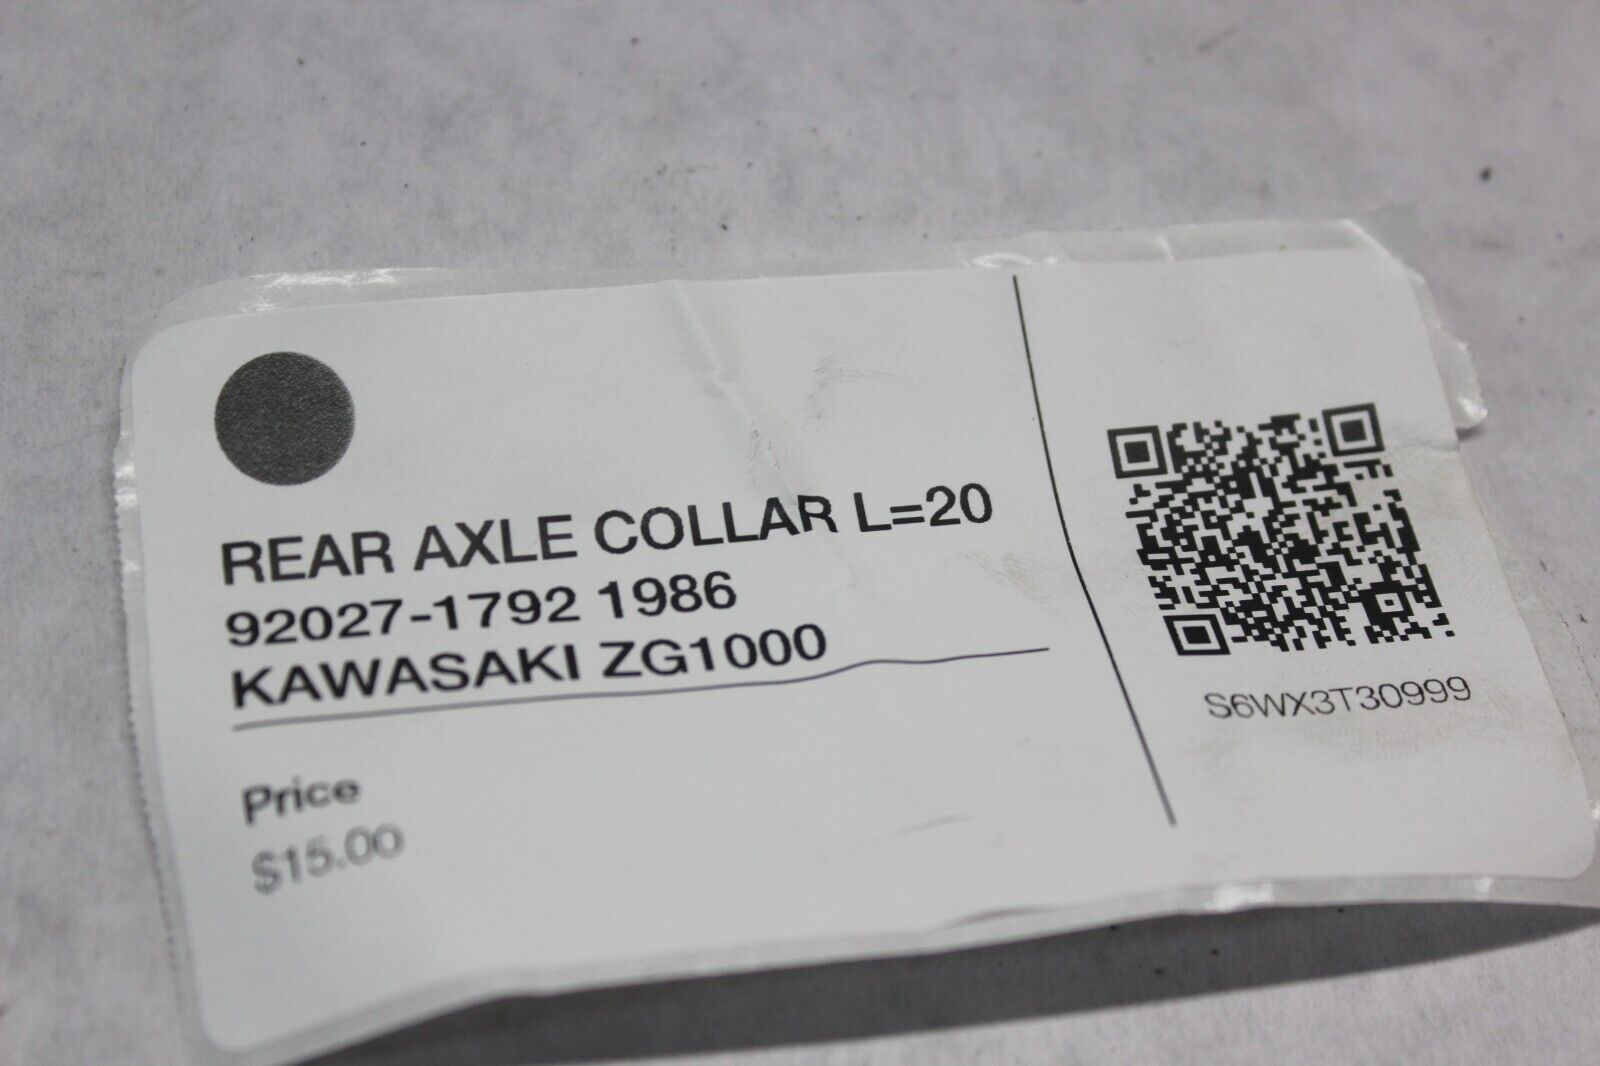 REAR AXLE COLLAR L=20
92027-1792 1986
KAWASAKI ZG1000
Price
$15.00
S6WX3T30999